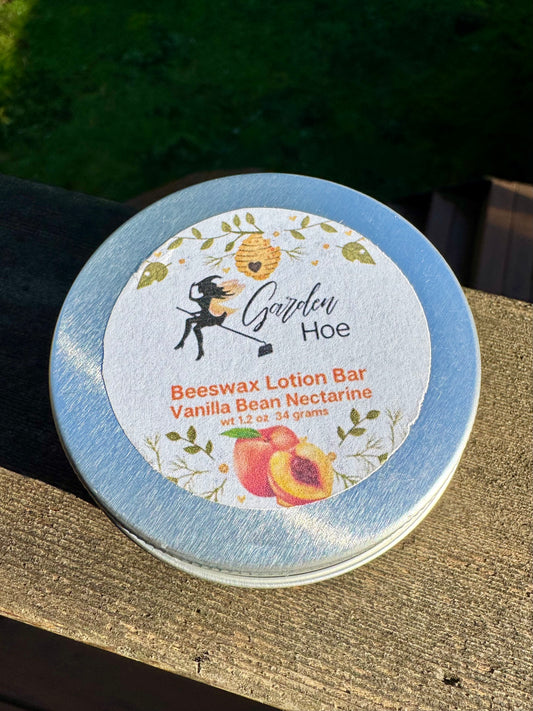 Garden
Hoe
Beeswax Lotion Bar
Vanilla Bean Nectarine
wt 1.2 oz 34 grams